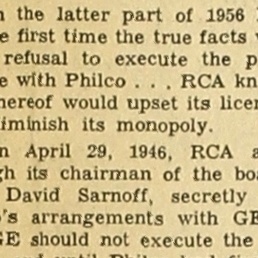 n the latter part of 1956
e first time the true facts
refusal to execute the p
e with Philco . . . RCA kn
hereof would upset its licen
iminish its monopoly.
n April 29, 1946, RCA a
gh its chairman of the boa
David Sarnoff, secretly
's arrangements with GE
GE should not execute the